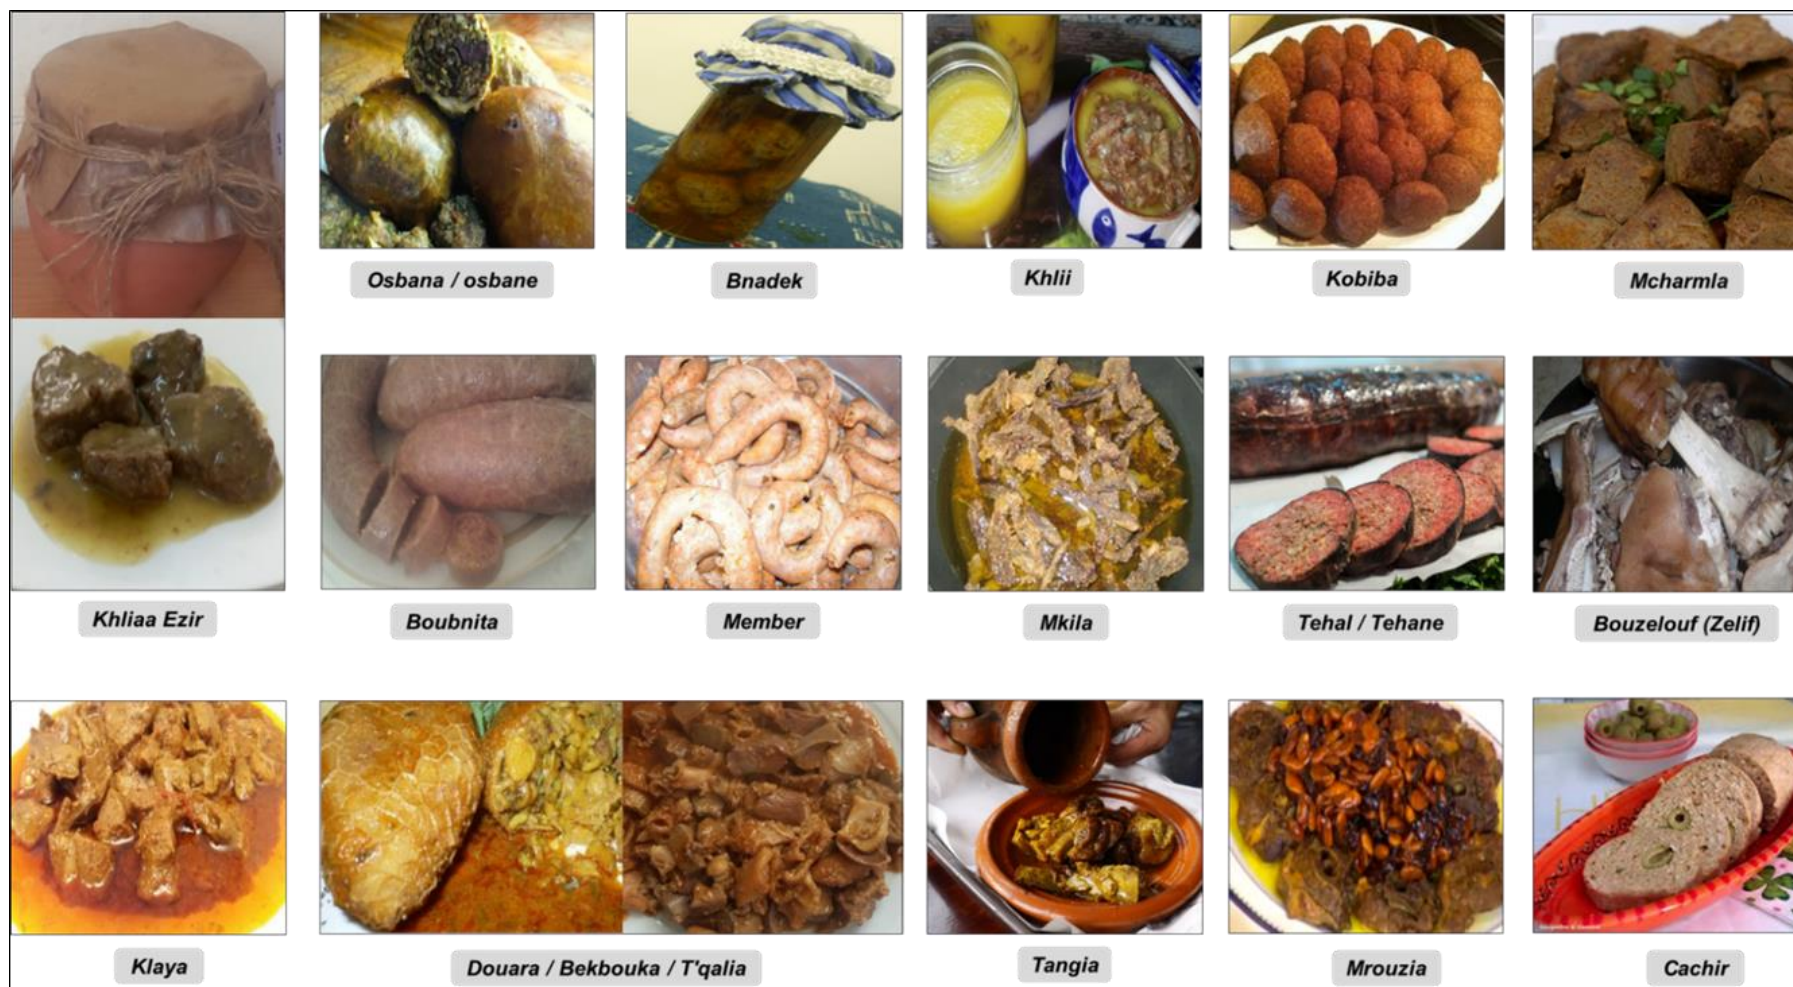 Osbana / osbane
Bnadek
Khlii
Kobiba
Mcharmla
Khliaa Ezir
Boubnita
Member
Mkila
Tehal / Tehane
Bouzelouf (Zelif)
Klaya
Douara / Bekbouka / T'qalia
Tangia
Mrouzia
Cachir